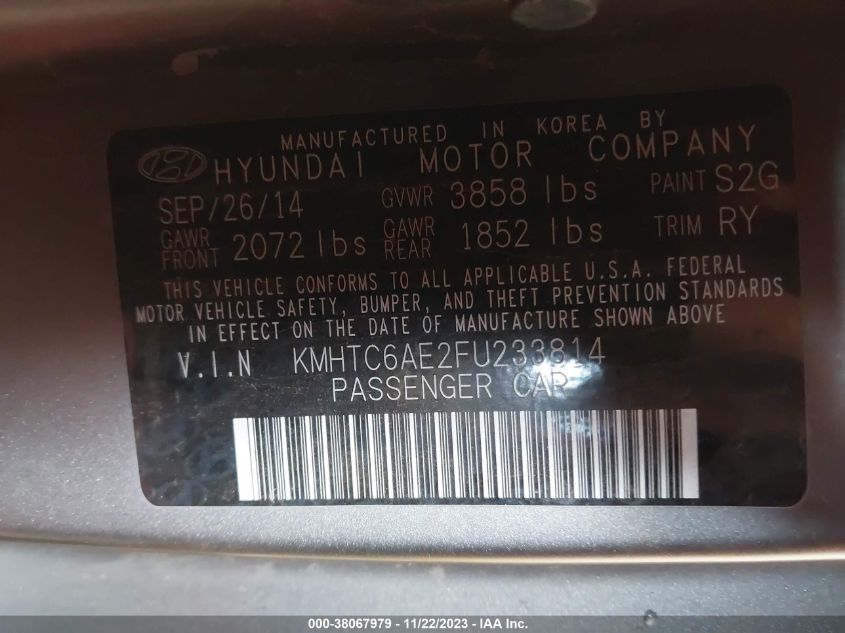 MANUFACTURED IN KOREA BY
HYUNDAI MOTOR COMPANY
SEP/26/14 GVWR 3858 lbs PAINT S2G
GAWR FRONT 2072 lbs GAWR REAR 1852 lbs TRIM RY
THIS VEHICLE CONFORMS TO ALL APPLICABLE U.S.A. FEDERAL
MOTOR VEHICLE SAFETY, BUMPER, AND THEFT PREVENTION STANDARDS
IN EFFECT ON THE DATE OF MANUFACTURE SHOWN ABOVE
V.I.N KMHTC6AE2FU233814
PASSENGER CAR
000-38067979 - 11/22/2023 - IAA Inc.